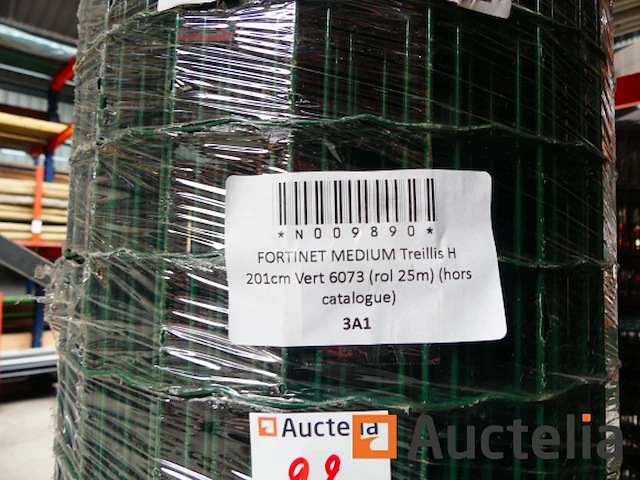 *N009890*
FORTINET MEDIUM Treillis H
201cm Vert 6073 (rol 25m) (hors
catalogue)
3A1
Auctelia
Auctelia